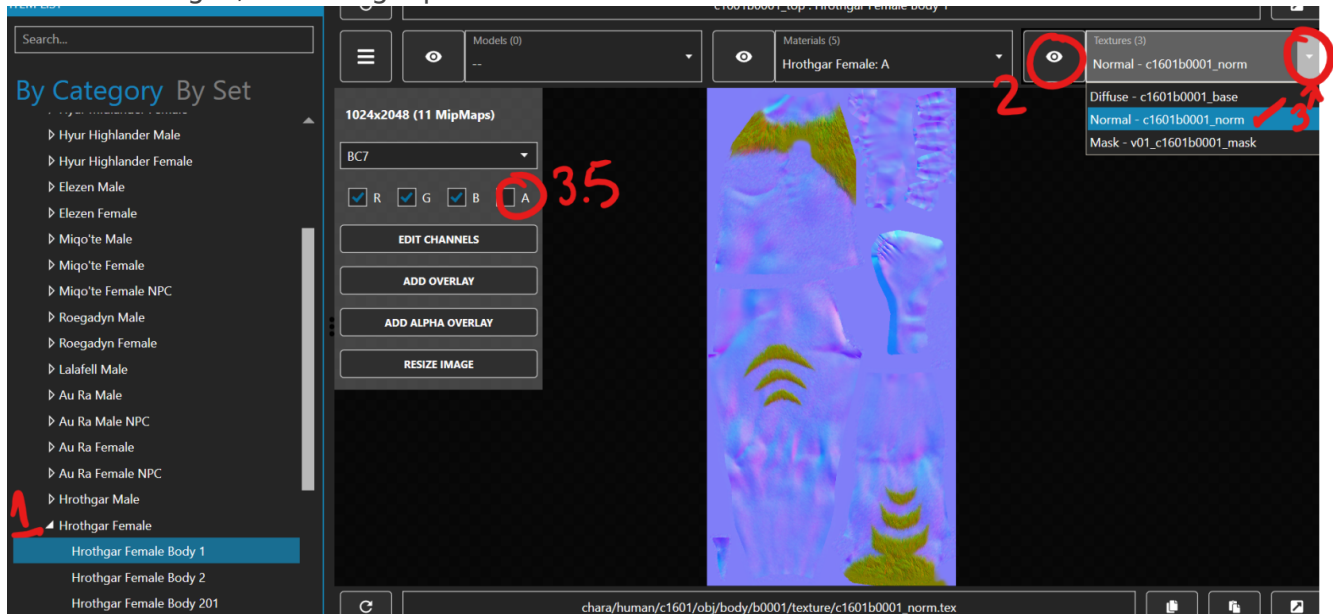 Search...
By Category By Set
Hyur Highlander Male
Hyur Highlander Female
Elezen Male
Elezen Female
Miqo'te Male
Miqo'te Female
Miqo'te Female NPC
Roegadyn Male
Roegadyn Female
Lalafell Male
Au Ra Male
Au Ra Male NPC
Au Ra Female
Au Ra Female NPC
Hrothgar Male
1
Hrothgar Female
Hrothgar Female Body 1
Hrothgar Female Body 2
Hrothgar Female Body 201
Models (0)
--
Materials (5)
Hrothgar Female: A
2
Textures (3)
Normal - c1601b0001_norm
3
Diffuse - c1601b0001_base
Normal - c1601b0001_norm
Mask - v01_c1601b0001_mask
1024x2048 (11 MipMaps)
BC7
R G B A
3.5
EDIT CHANNELS
ADD OVERLAY
ADD ALPHA OVERLAY
RESIZE IMAGE
chara/human/c1601/obj/body/b0001/texture/c1601b0001_norm.tex